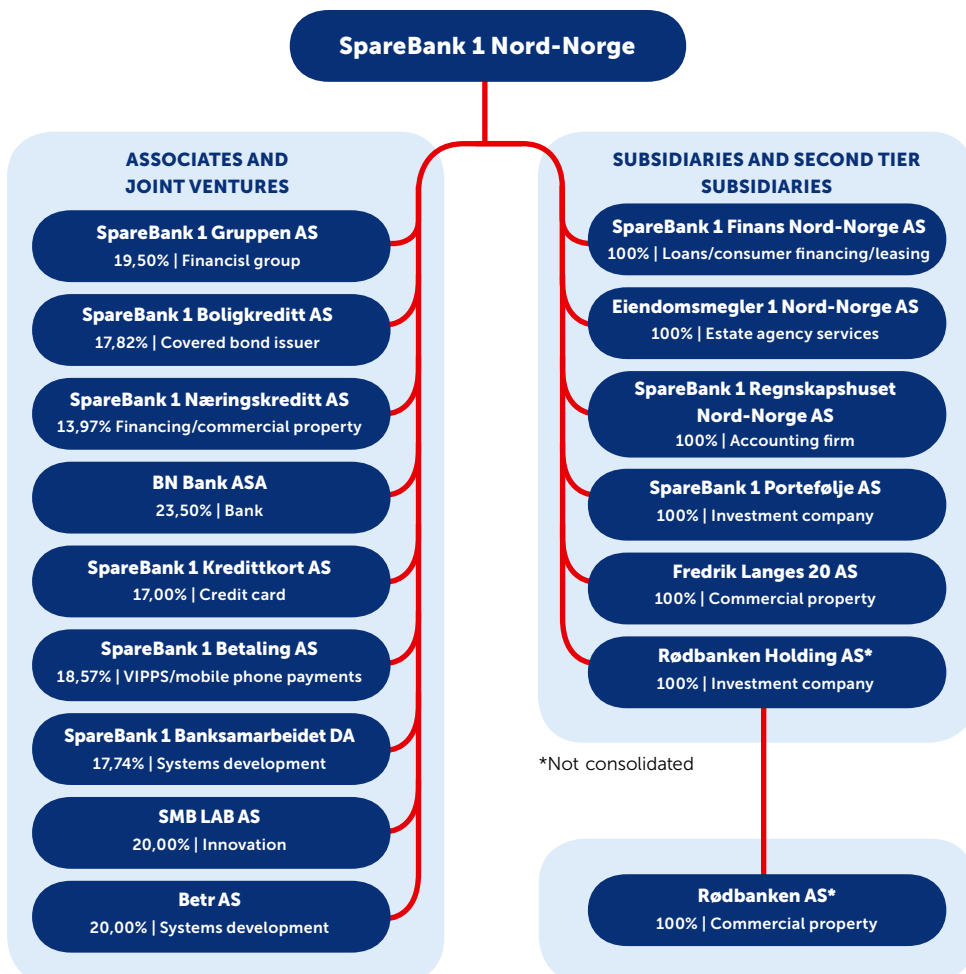 SpareBank 1 Nord-Norge
ASSOCIATES AND
JOINT VENTURES
SpareBank 1 Gruppen AS
19,50% | Financisl group
SpareBank 1 Boligkreditt AS
17,82% | Covered bond issuer
SpareBank 1 Næringskreditt AS
13,97% Financing/commercial property
BN Bank ASA
23,50% | Bank
SpareBank 1 Kredittkort AS
17,00% | Credit card
SpareBank 1 Betaling AS
18,57% | VIPPS/mobile phone payments
SpareBank 1 Banksamarbeidet DA
17,74% | Systems development
SMB LAB AS
20,00% | Innovation
Betr AS
20,00% | Systems development
SUBSIDIARIES AND SECOND TIER
SUBSIDIARIES
SpareBank 1 Finans Nord-Norge AS
100% | Loans/consumer financing/leasing
Eiendomsmegler 1 Nord-Norge AS
100% | Estate agency services
SpareBank 1 Regnskapshuset
Nord-Norge AS
100% | Accounting firm
SpareBank 1 Portefølje AS
100% | Investment company
Fredrik Langes 20 AS
100% | Commercial property
Rødbanken Holding AS*
100% | Investment company
*Not consolidated
Rødbanken AS*
100% | Commercial property